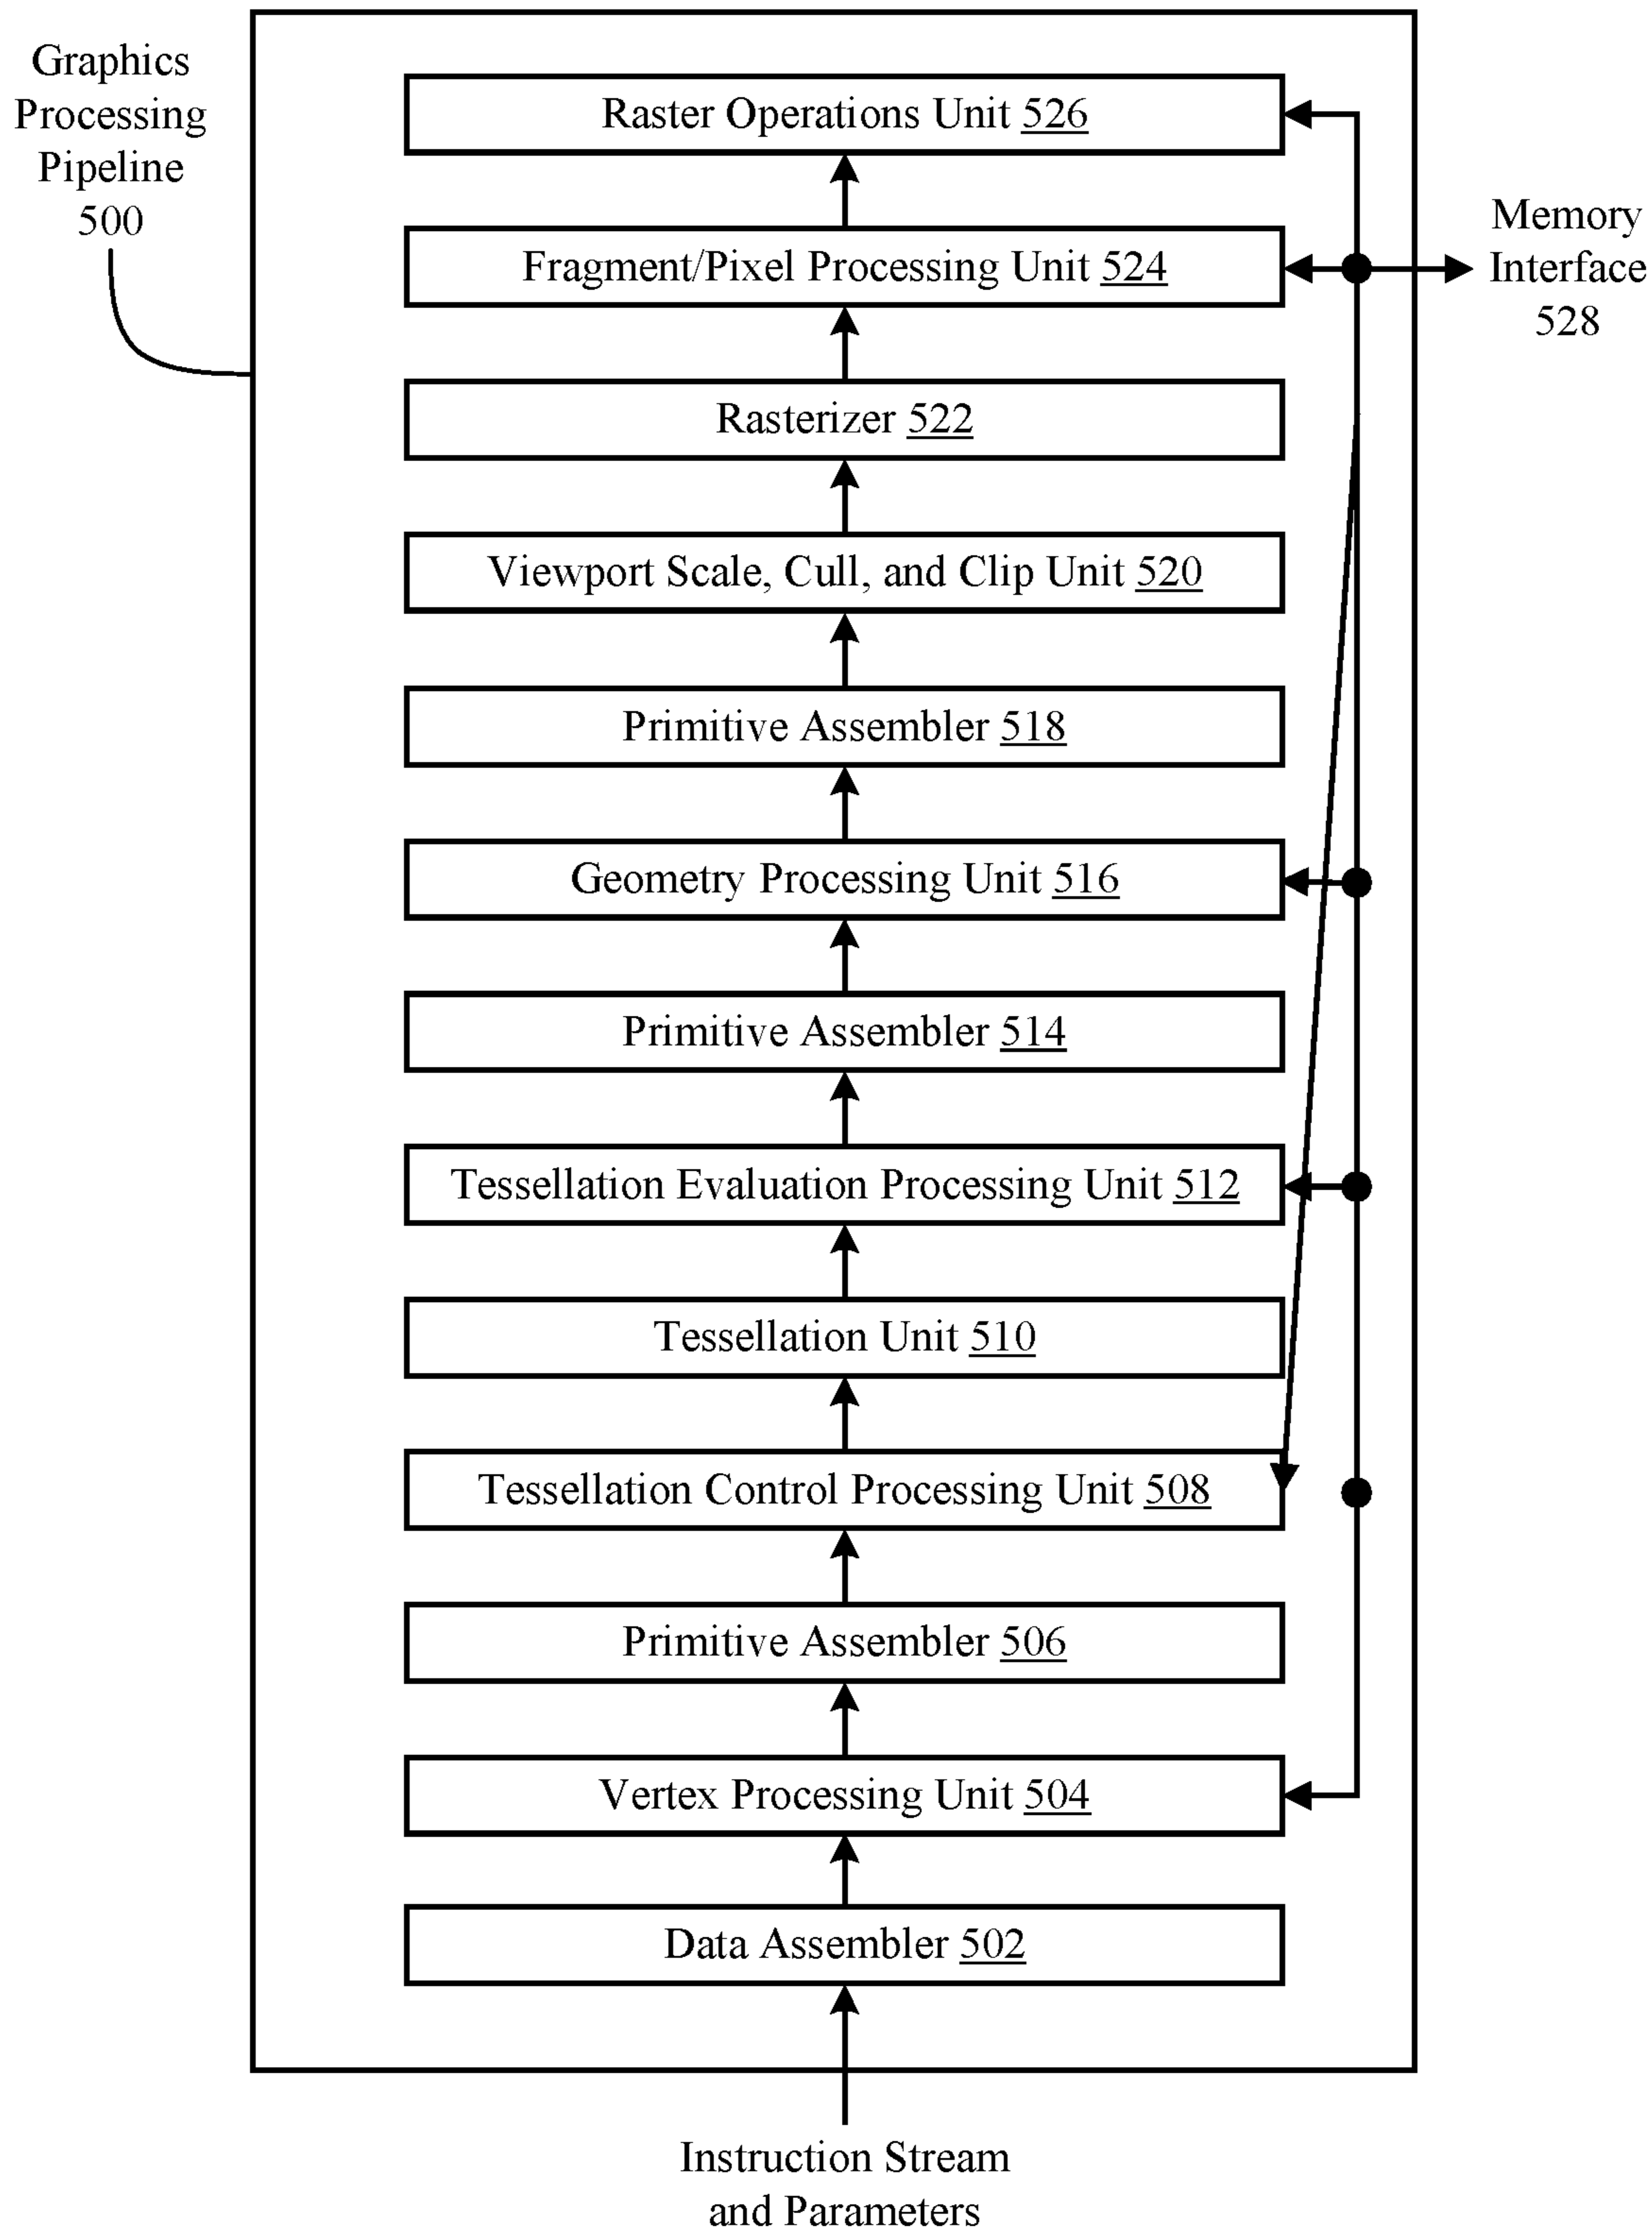 Graphics
Processing
Pipeline
500
Raster Operations Unit 526
Fragment/Pixel Processing Unit 524
Memory
Interface
528
Rasterizer 522
Viewport Scale, Cull, and Clip Unit 520
Primitive Assembler 518
Geometry Processing Unit 516
Primitive Assembler 514
Tessellation Evaluation Processing Unit 512
Tessellation Unit 510
Tessellation Control Processing Unit 508
Primitive Assembler 506
Vertex Processing Unit 504
Data Assembler 502
Instruction Stream
and Parameters